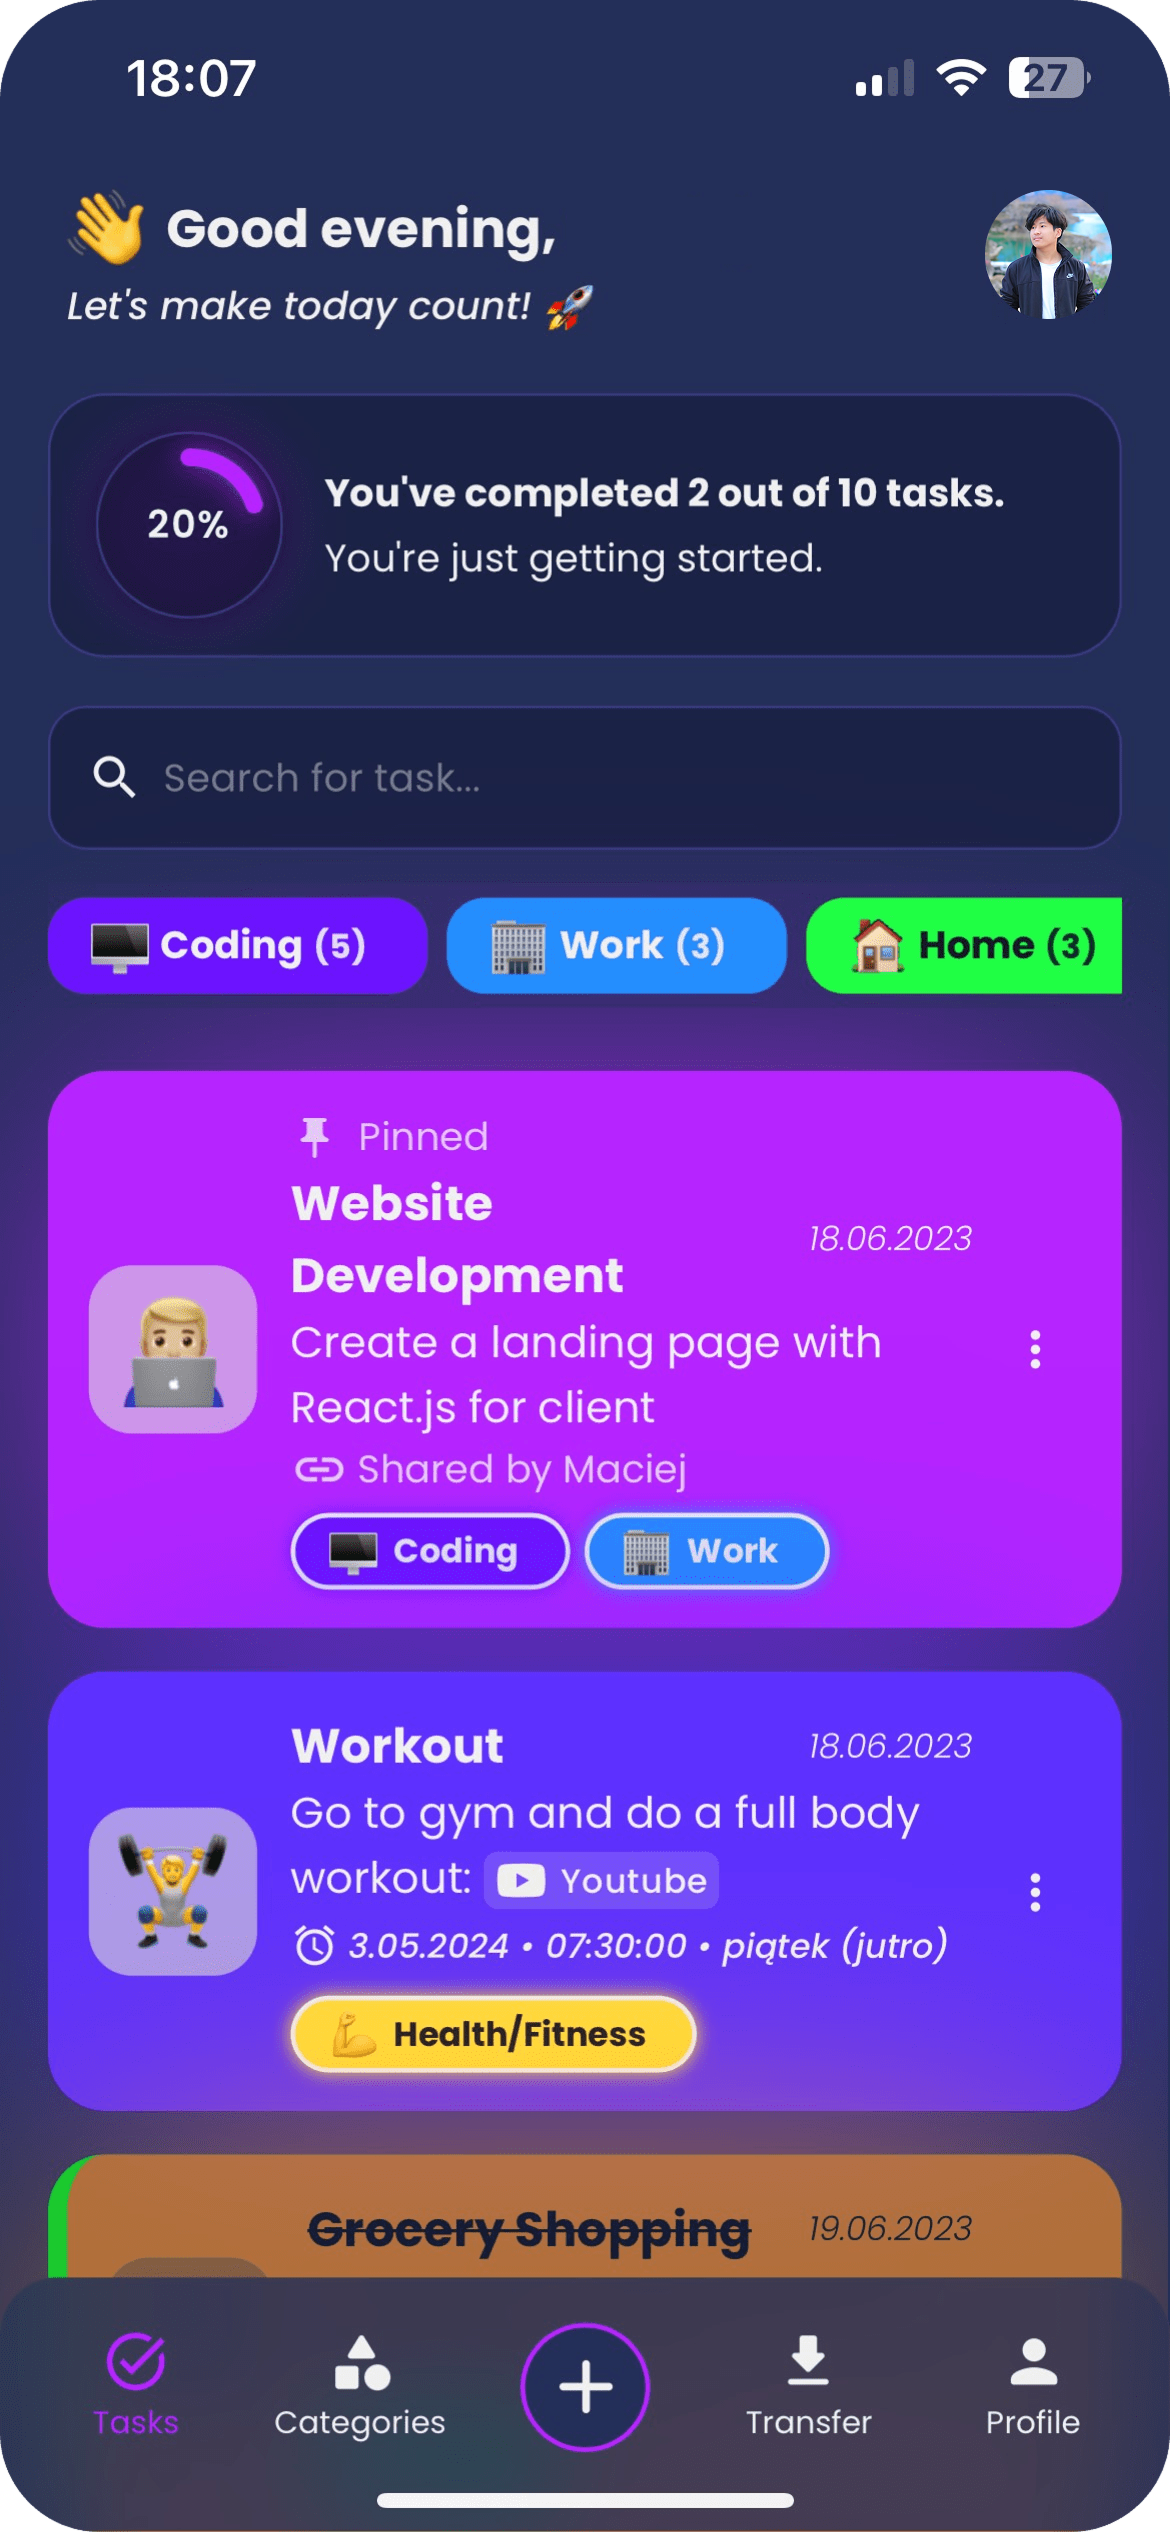 18:07
27
Good evening,
Let's make today count!
20%
You've completed 2 out of 10 tasks.
You're just getting started.
Search for task...
Coding (5)
Work (3)
Home (3)
Pinned
Website
Development
18.06.2023
Create a landing page with
React.js for client
Shared by Maciej
Coding
Work
Workout
18.06.2023
Go to gym and do a full body
workout: Youtube
3.05.2024 • 07:30:00 • piątek (jutro)
Health/Fitness
Grocery Shopping
19.06.2023
Tasks
Categories
Transfer
Profile